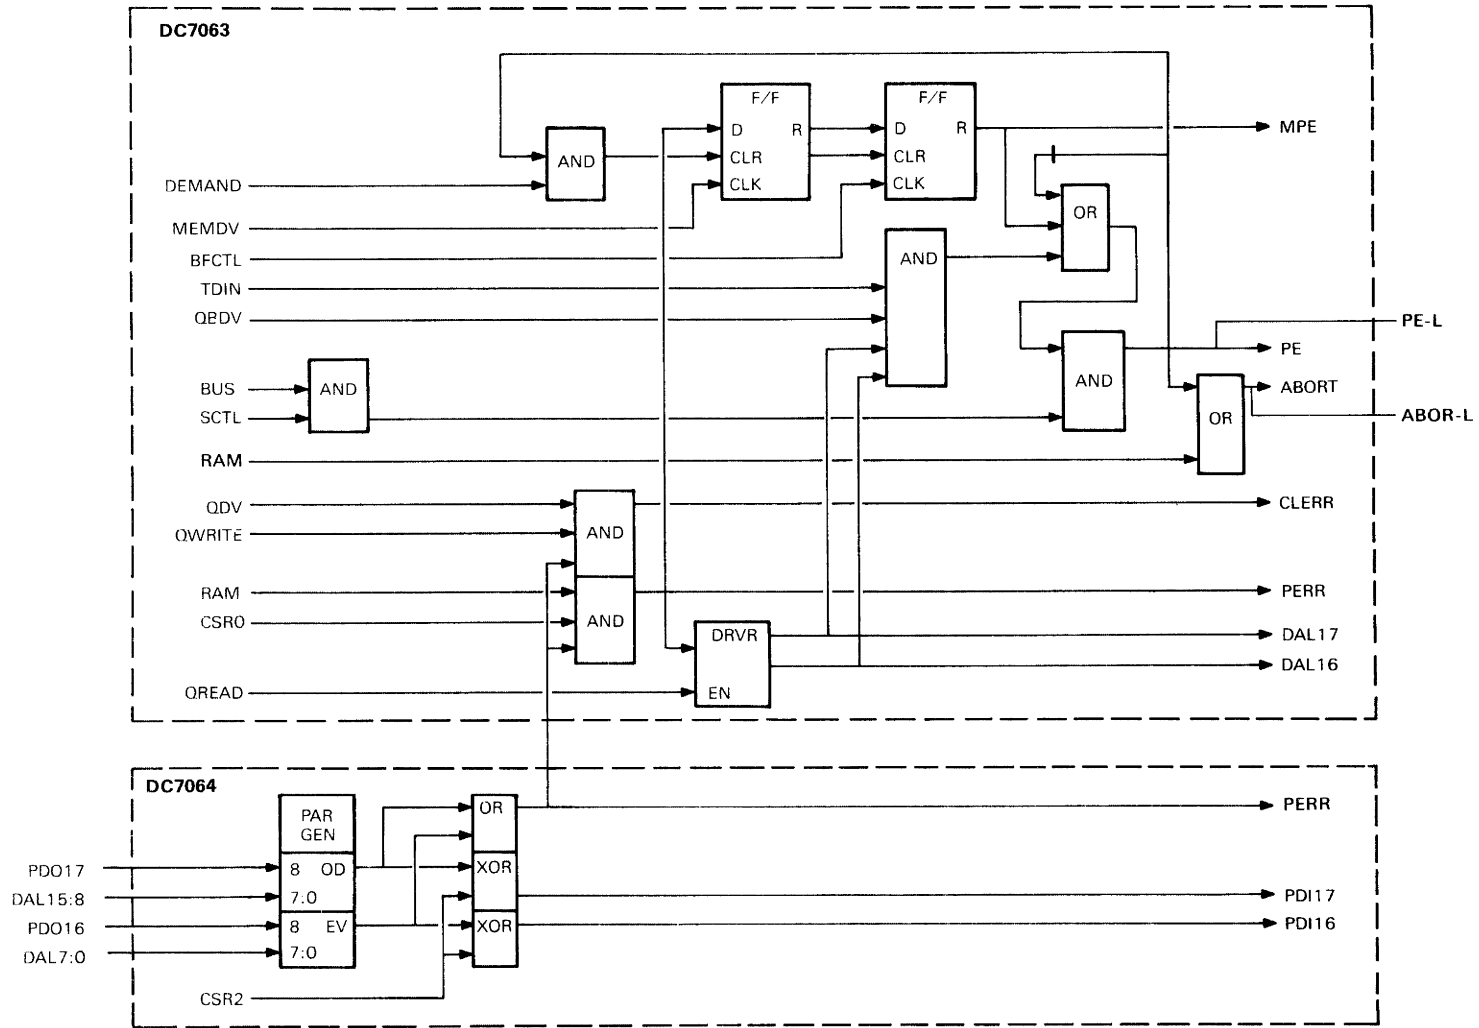 DC7063
F/F
F/F
D R
D R
MPE
CLR
CLR
AND
CLK
CLK
DEMAND
OR
MEMDV
BFCTL
AND
TDIN
QBDV
PE-L
PE
BUS
AND
AND
ABORT
SCTL
OR
ABOR-L
RAM
QDV
CLERR
QWRITE
AND
RAM
PERR
CSR0
AND
DRVR
DAL17
DAL16
QREAD
EN
DC7064
PAR
GEN
OR
PERR
PDO17
8 OD
XOR
DAL15:8
7:0
PDI17
PDO16
8 EV
XOR
PDI16
DAL7:0
7:0
CSR2